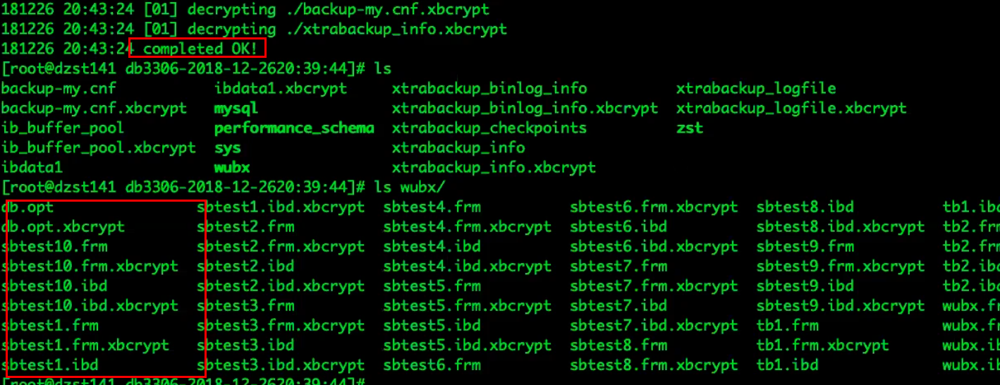 181226 20:43:24 [01] decrypting ./backup-my.cnf.xbcrypt
181226 20:43:24 [01] decrypting ./xtrabackup_info.xbcrypt
181226 20:43:24 completed OK!
[root@dzst141 db3306-2018-12-2620:39:44]# ls
backup-my.cnf ibdata1.xbcrypt xtrabackup_binlog_info xtrabackup_logfile
backup-my.cnf.xbcrypt mysql xtrabackup_binlog_info.xbcrypt xtrabackup_logfile.xbcrypt
ib_buffer_pool performance_schema xtrabackup_checkpoints zst
ib_buffer_pool.xbcrypt sys xtrabackup_info
ibdata1 wubx xtrabackup_info.xbcrypt
[root@dzst141 db3306-2018-12-2620:39:44]# ls wubx/
db.opt sbtest1.ibd.xbcrypt sbtest4.frm sbtest6.frm.xbcrypt sbtest8.ibd tb1.ibd
db.opt.xbcrypt sbtest2.frm sbtest4.frm.xbcrypt sbtest6.ibd sbtest8.ibd.xbcrypt tb2.fr
sbtest10.frm sbtest2.frm.xbcrypt sbtest4.ibd sbtest6.ibd.xbcrypt sbtest9.frm tb2.fr
sbtest10.frm.xbcrypt sbtest2.ibd sbtest4.ibd.xbcrypt sbtest7.frm sbtest9.frm.xbcrypt tb2.ib
sbtest10.ibd sbtest2.ibd.xbcrypt sbtest5.frm sbtest7.frm.xbcrypt sbtest9.ibd tb2.ib
sbtest10.ibd.xbcrypt sbtest3.frm sbtest5.frm.xbcrypt sbtest7.ibd sbtest9.ibd.xbcrypt wubx.fr
sbtest1.frm sbtest3.frm.xbcrypt sbtest5.ibd sbtest7.ibd.xbcrypt tb1.frm wubx.fr
sbtest1.frm.xbcrypt sbtest3.ibd sbtest5.ibd.xbcrypt sbtest8.frm tb1.frm.xbcrypt wubx.ib
sbtest1.ibd sbtest3.ibd.xbcrypt sbtest6.frm sbtest8.frm.xbcrypt tb1.ibd wubx.ib
[root@dzst141 db3306-2018-12-2620:39:44]#